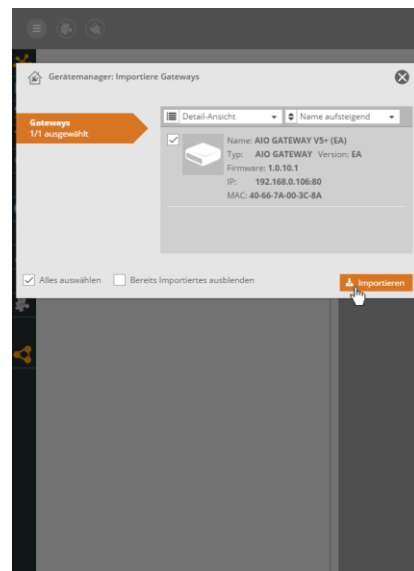 Gerätemanager: Importiere Gateways
Gateways
1/1 ausgewählt
Detail-Ansicht
Name aufsteigend
Name: AIO GATEWAY V5+ (EA)
Typ: AIO GATEWAY Version: EA
Firmware: 1.0.10.1
IP: 192.168.0.106:80
MAC: 40-66-7A-00-3C-8A
Alles auswählen
Bereits Importiertes ausblenden
Importieren